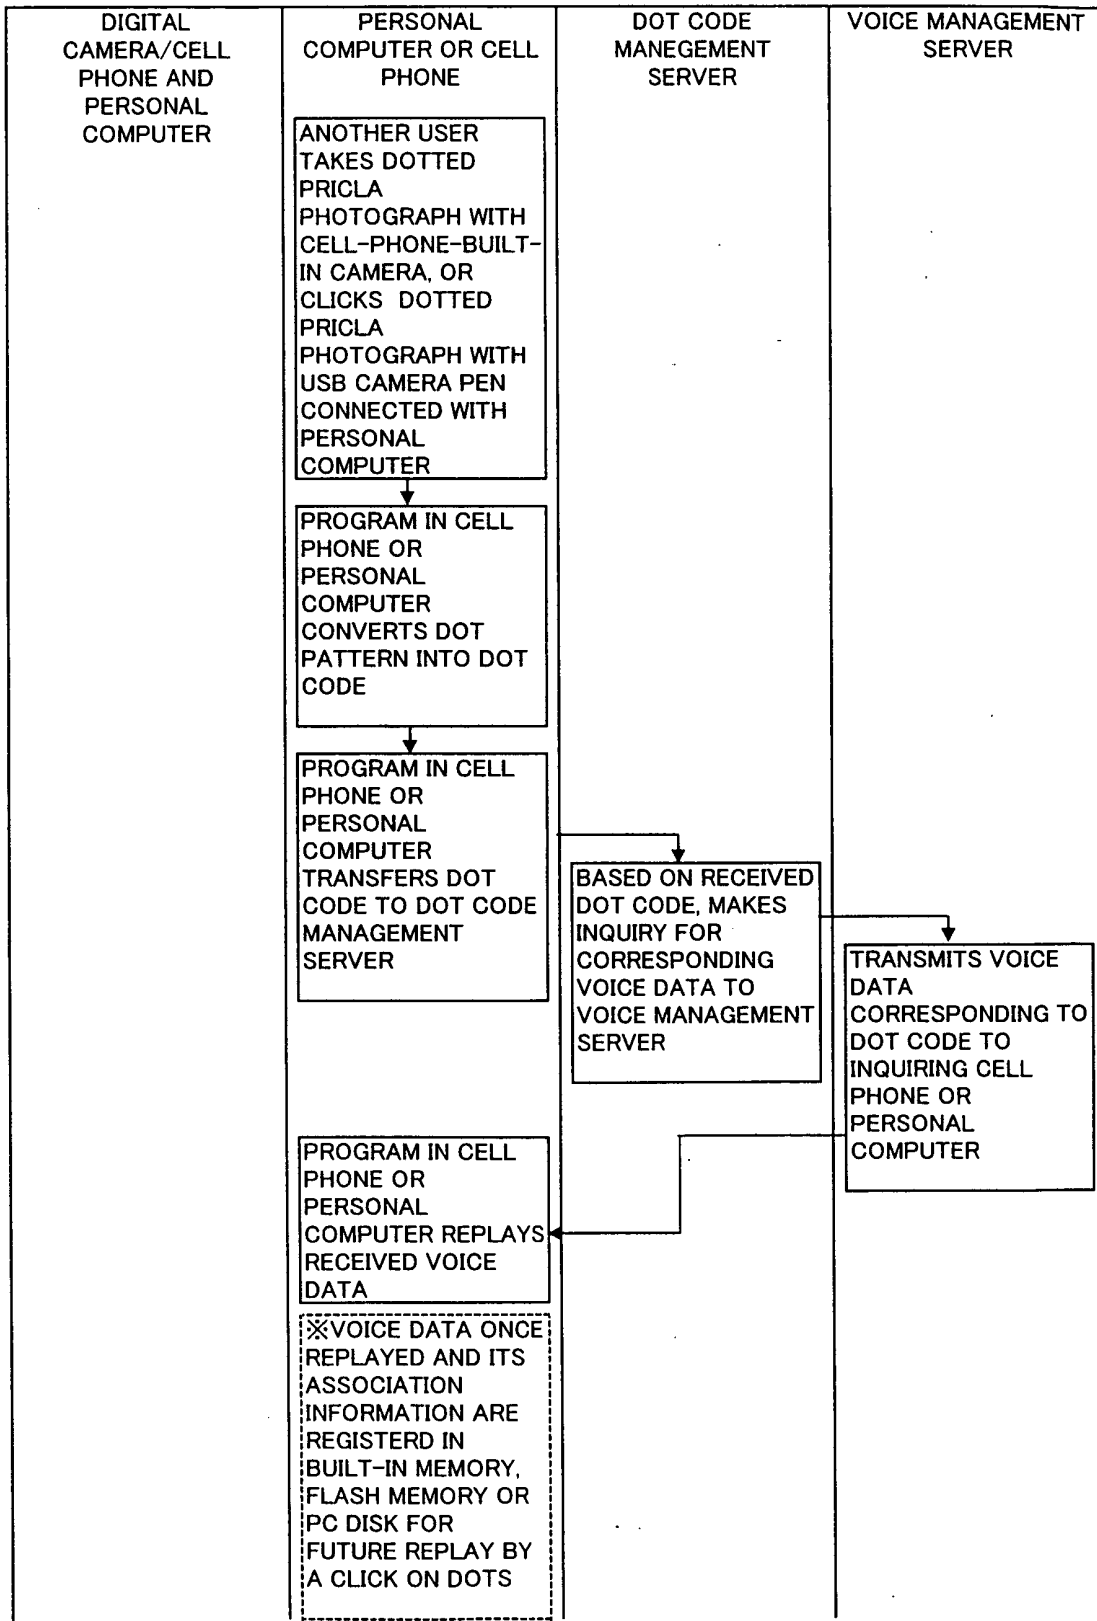 DIGITAL
CAMERA/CELL
PHONE AND
PERSONAL
COMPUTER
PERSONAL
COMPUTER OR CELL
PHONE
DOT CODE
MANEGEMENT
SERVER
VOICE MANAGEMENT
SERVER
ANOTHER USER
TAKES DOTTED
PRICLA
PHOTOGRAPH WITH
CELL-PHONE-BUILT-
IN CAMERA, OR
CLICKS DOTTED
PRICLA
PHOTOGRAPH WITH
USB CAMERA PEN
CONNECTED WITH
PERSONAL
COMPUTER
PROGRAM IN CELL
PHONE OR
PERSONAL
COMPUTER
CONVERTS DOT
PATTERN INTO DOT
CODE
PROGRAM IN CELL
PHONE OR
PERSONAL
COMPUTER
TRANSFERS DOT
CODE TO DOT CODE
MANAGEMENT
SERVER
BASED ON RECEIVED
DOT CODE, MAKES
INQUIRY FOR
CORRESPONDING
VOICE DATA TO
VOICE MANAGEMENT
SERVER
TRANSMITS VOICE
DATA
CORRESPONDING TO
DOT CODE TO
INQUIRING CELL
PHONE OR
PERSONAL
COMPUTER
PROGRAM IN CELL
PHONE OR
PERSONAL
COMPUTER REPLAYS
RECEIVED VOICE
DATA
※VOICE DATA ONCE
REPLAYED AND ITS
ASSOCIATION
INFORMATION ARE
REGISTERD IN
BUILT-IN MEMORY,
FLASH MEMORY OR
PC DISK FOR
FUTURE REPLAY BY
A CLICK ON DOTS